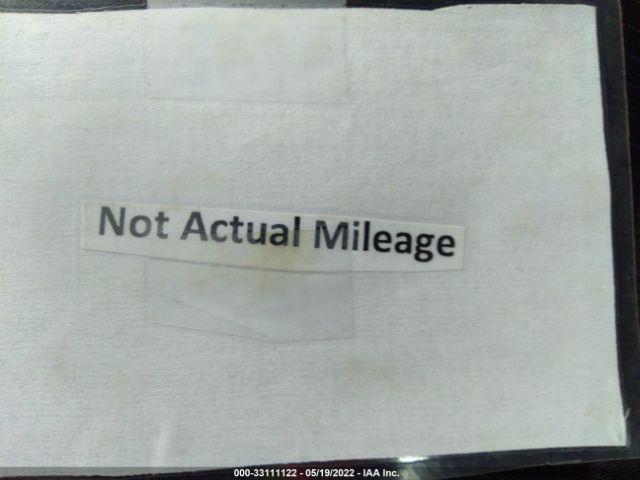 Not Actual Mileage
000-33111122 - 05/19/2022 - IAA Inc.